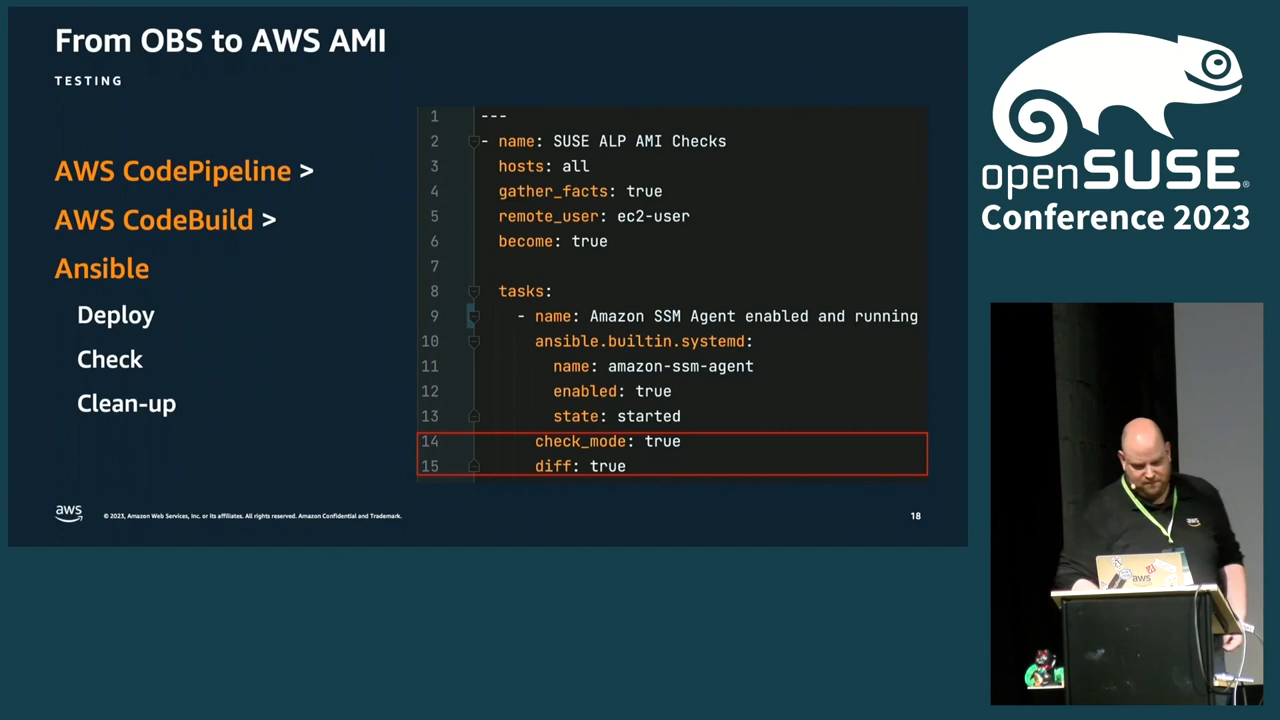 From OBS to AWS AMI
TESTING
AWS CodePipeline >
AWS CodeBuild >
Ansible
Deploy
Check
Clean-up
1 ---
2 - name: SUSE ALP AMI Checks
3 hosts: all
4 gather_facts: true
5 remote_user: ec2-user
6 become: true
7
8 tasks:
9 - name: Amazon SSM Agent enabled and running
10 ansible.builtin.systemd:
11 name: amazon-ssm-agent
12 enabled: true
13 state: started
14 check_mode: true
15 diff: true
aws
© 2023, Amazon Web Services, Inc. or its affiliates. All rights reserved. Amazon Confidential and Trademark.
18
openSUSE®
Conference 2023
aws
aws